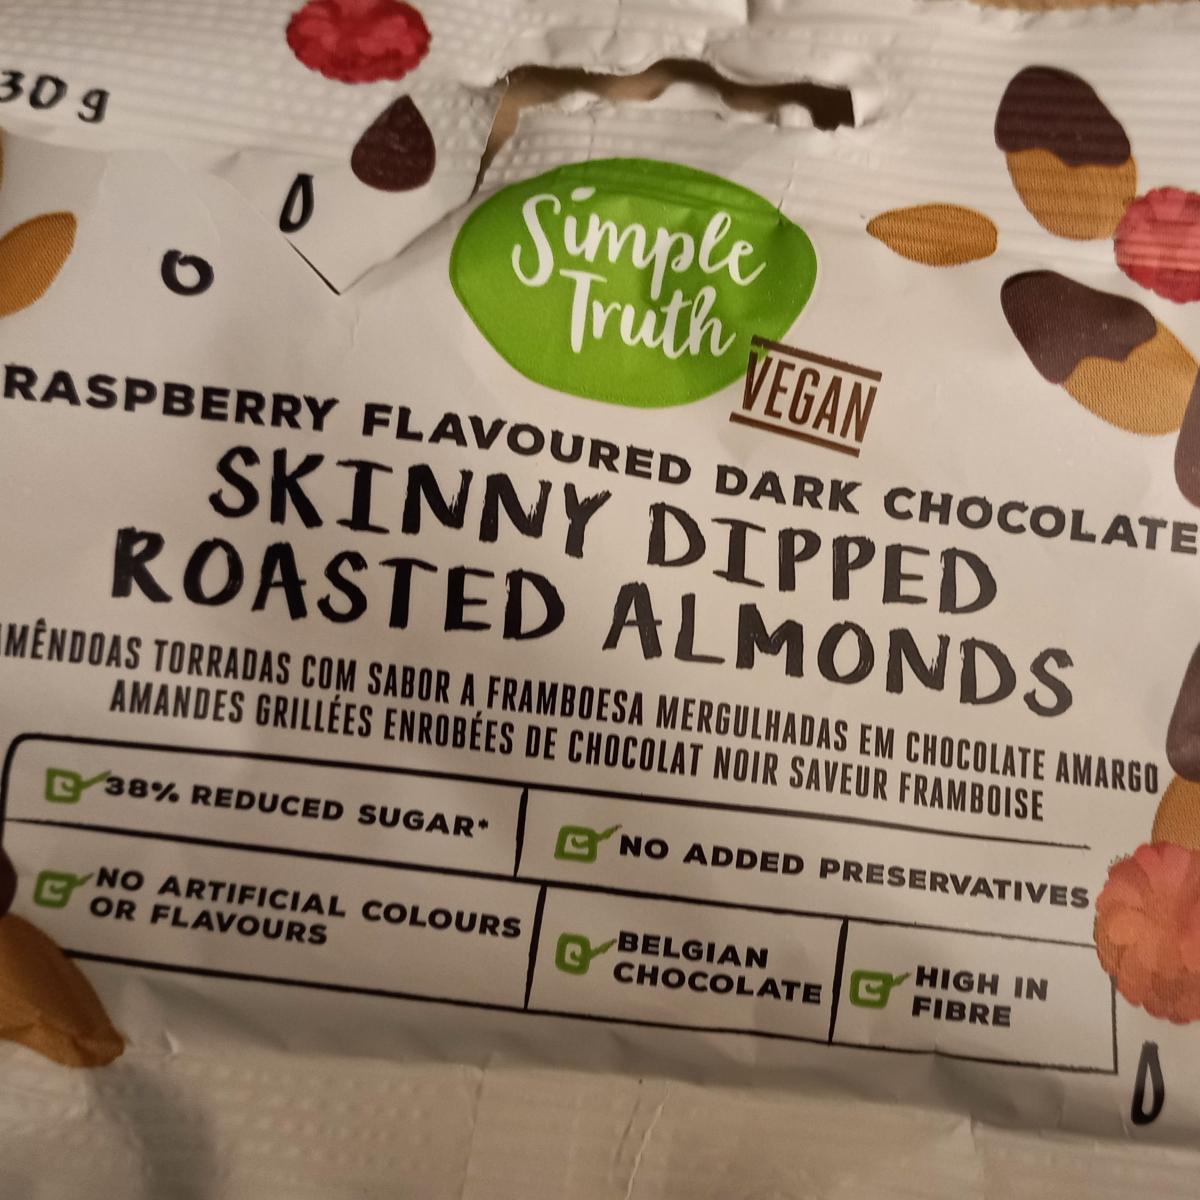 30 g
Simple
Truth
VEGAN
RASPBERRY FLAVOURED DARK CHOCOLATE
SKINNY DIPPED
ROASTED ALMONDS
AMÊNDOAS TORRADAS COM SABOR A FRAMBOESA MERGULHADAS EM CHOCOLATE AMARGO
AMANDES GRILLÉES ENROBÉES DE CHOCOLAT NOIR SAVEUR FRAMBOISE
38% REDUCED SUGAR*
NO ADDED PRESERVATIVES
NO ARTIFICIAL COLOURS
OR FLAVOURS
BELGIAN
CHOCOLATE
HIGH IN
FIBRE